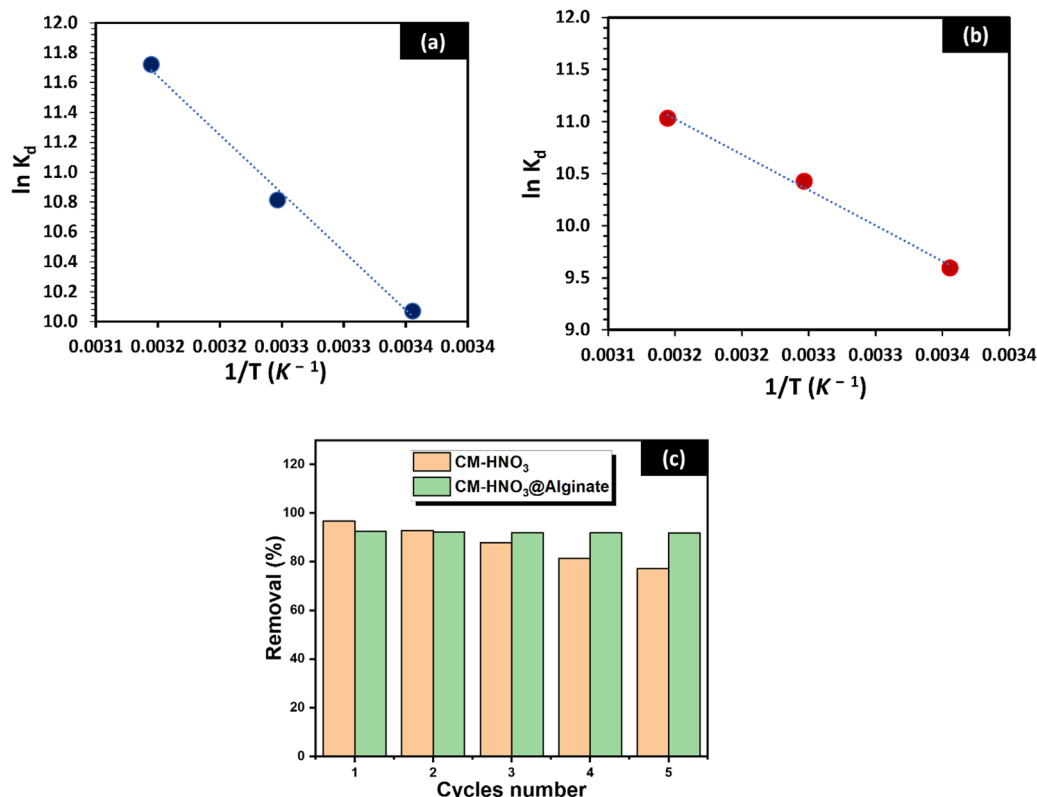 (a)
12.0
11.8
11.6
11.4
11.2
11.0
10.8
10.6
10.4
10.2
10.0
ln K_d
0.0031 0.0032 0.0032 0.0033 0.0033 0.0034 0.0034
1/T (K⁻¹)
(b)
12.0
11.5
11.0
10.5
10.0
9.5
9.0
ln K_d
0.0031 0.0032 0.0032 0.0033 0.0033 0.0034 0.0034
1/T (K⁻¹)
(c)
CM-HNO₃
CM-HNO₃@Alginate
120
100
80
60
40
20
0
Removal (%)
1 2 3 4 5
Cycles number